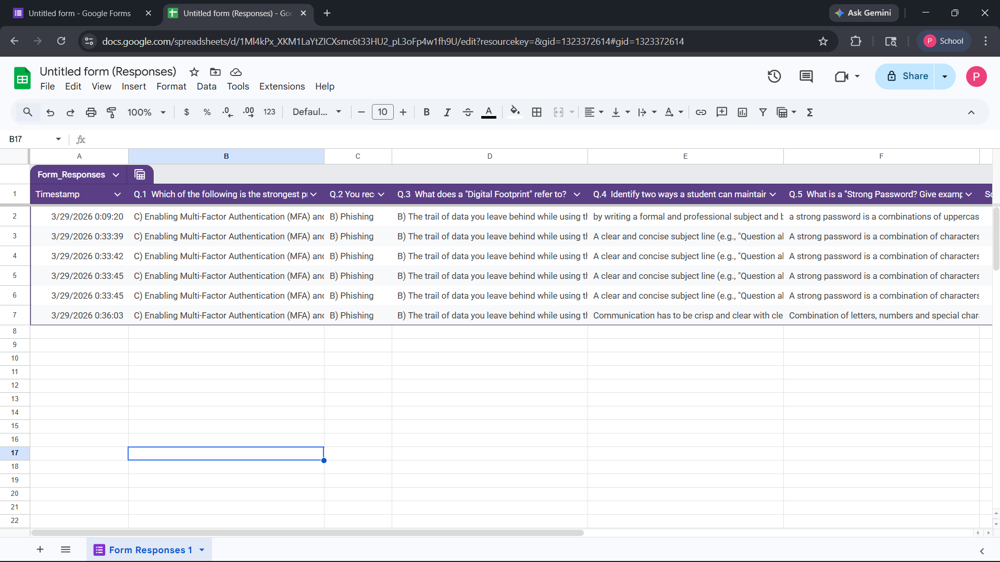 Untitled form - Google Forms
Untitled form (Responses) - Goo
Ask Gemini
docs.google.com/spreadsheets/d/1Ml4kPx_XKM1LaYtZICXsmc6t33HU2_pL3oFp4w1fh9U/edit?resourcekey=&gid=1323372614#gid=1323372614
P School
Untitled form (Responses)
File Edit View Insert Format Data Tools Extensions Help
Share
P
100% $ % .0 .00 123 Defaul... 10 B I A Σ
B17 fx
A B C D E F
Form_Responses
1 Timestamp Q.1 Which of the following is the strongest p Q.2 You rec Q.3 What does a "Digital Footprint" refer to? Q.4 Identify two ways a student can maintair Q.5 What is a "Strong Password? Give examp Sc
2 3/29/2026 0:09:20 C) Enabling Multi-Factor Authentication (MFA) and B) Phishing B) The trail of data you leave behind while using th by writing a formal and professional subject and b a strong password is a combinations of uppercas
3 3/29/2026 0:33:39 C) Enabling Multi-Factor Authentication (MFA) and B) Phishing B) The trail of data you leave behind while using th A clear and concise subject line (e.g., "Question al A strong password is a combination of characters
4 3/29/2026 0:33:42 C) Enabling Multi-Factor Authentication (MFA) and B) Phishing B) The trail of data you leave behind while using th A clear and concise subject line (e.g., "Question al A strong password is a combination of characters
5 3/29/2026 0:33:45 C) Enabling Multi-Factor Authentication (MFA) and B) Phishing B) The trail of data you leave behind while using th A clear and concise subject line (e.g., "Question al A strong password is a combination of characters
6 3/29/2026 0:33:45 C) Enabling Multi-Factor Authentication (MFA) and B) Phishing B) The trail of data you leave behind while using th A clear and concise subject line (e.g., "Question al A strong password is a combination of characters
7 3/29/2026 0:36:03 C) Enabling Multi-Factor Authentication (MFA) and B) Phishing B) The trail of data you leave behind while using th Communication has to be crisp and clear with cle Combination of letters, numbers and special char
8
9
10
11
12
13
14
15
16
17
18
19
20
21
22
Form Responses 1